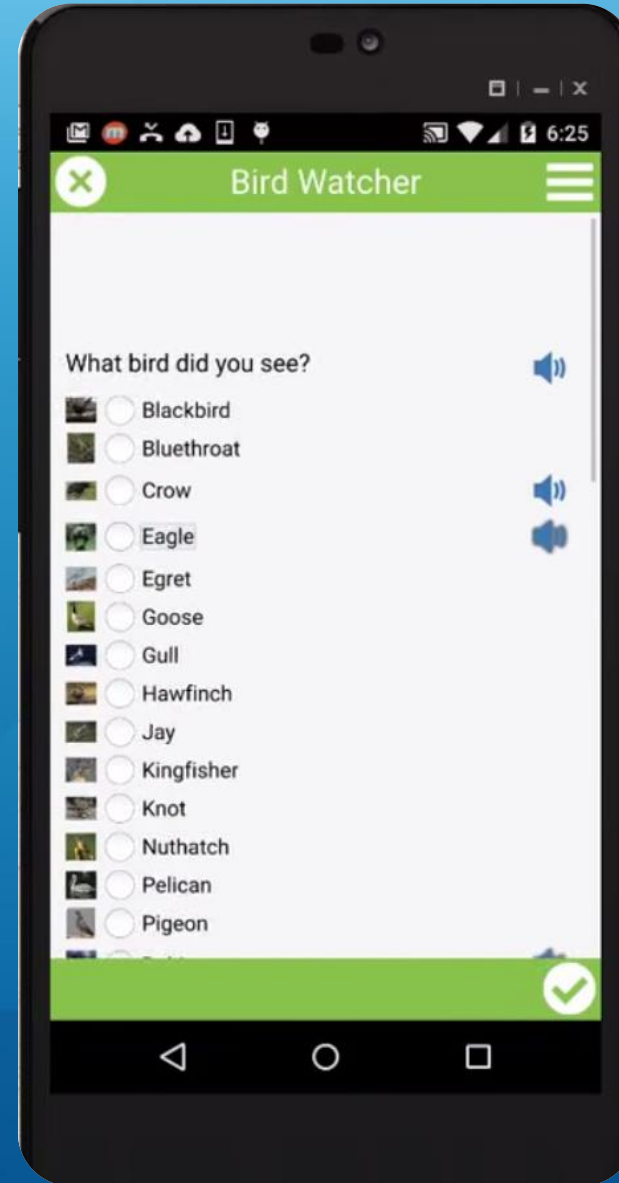 6:25
Bird Watcher
What bird did you see?
Blackbird
Bluethroat
Crow
Eagle
Egret
Goose
Gull
Hawfinch
Jay
Kingfisher
Knot
Nuthatch
Pelican
Pigeon